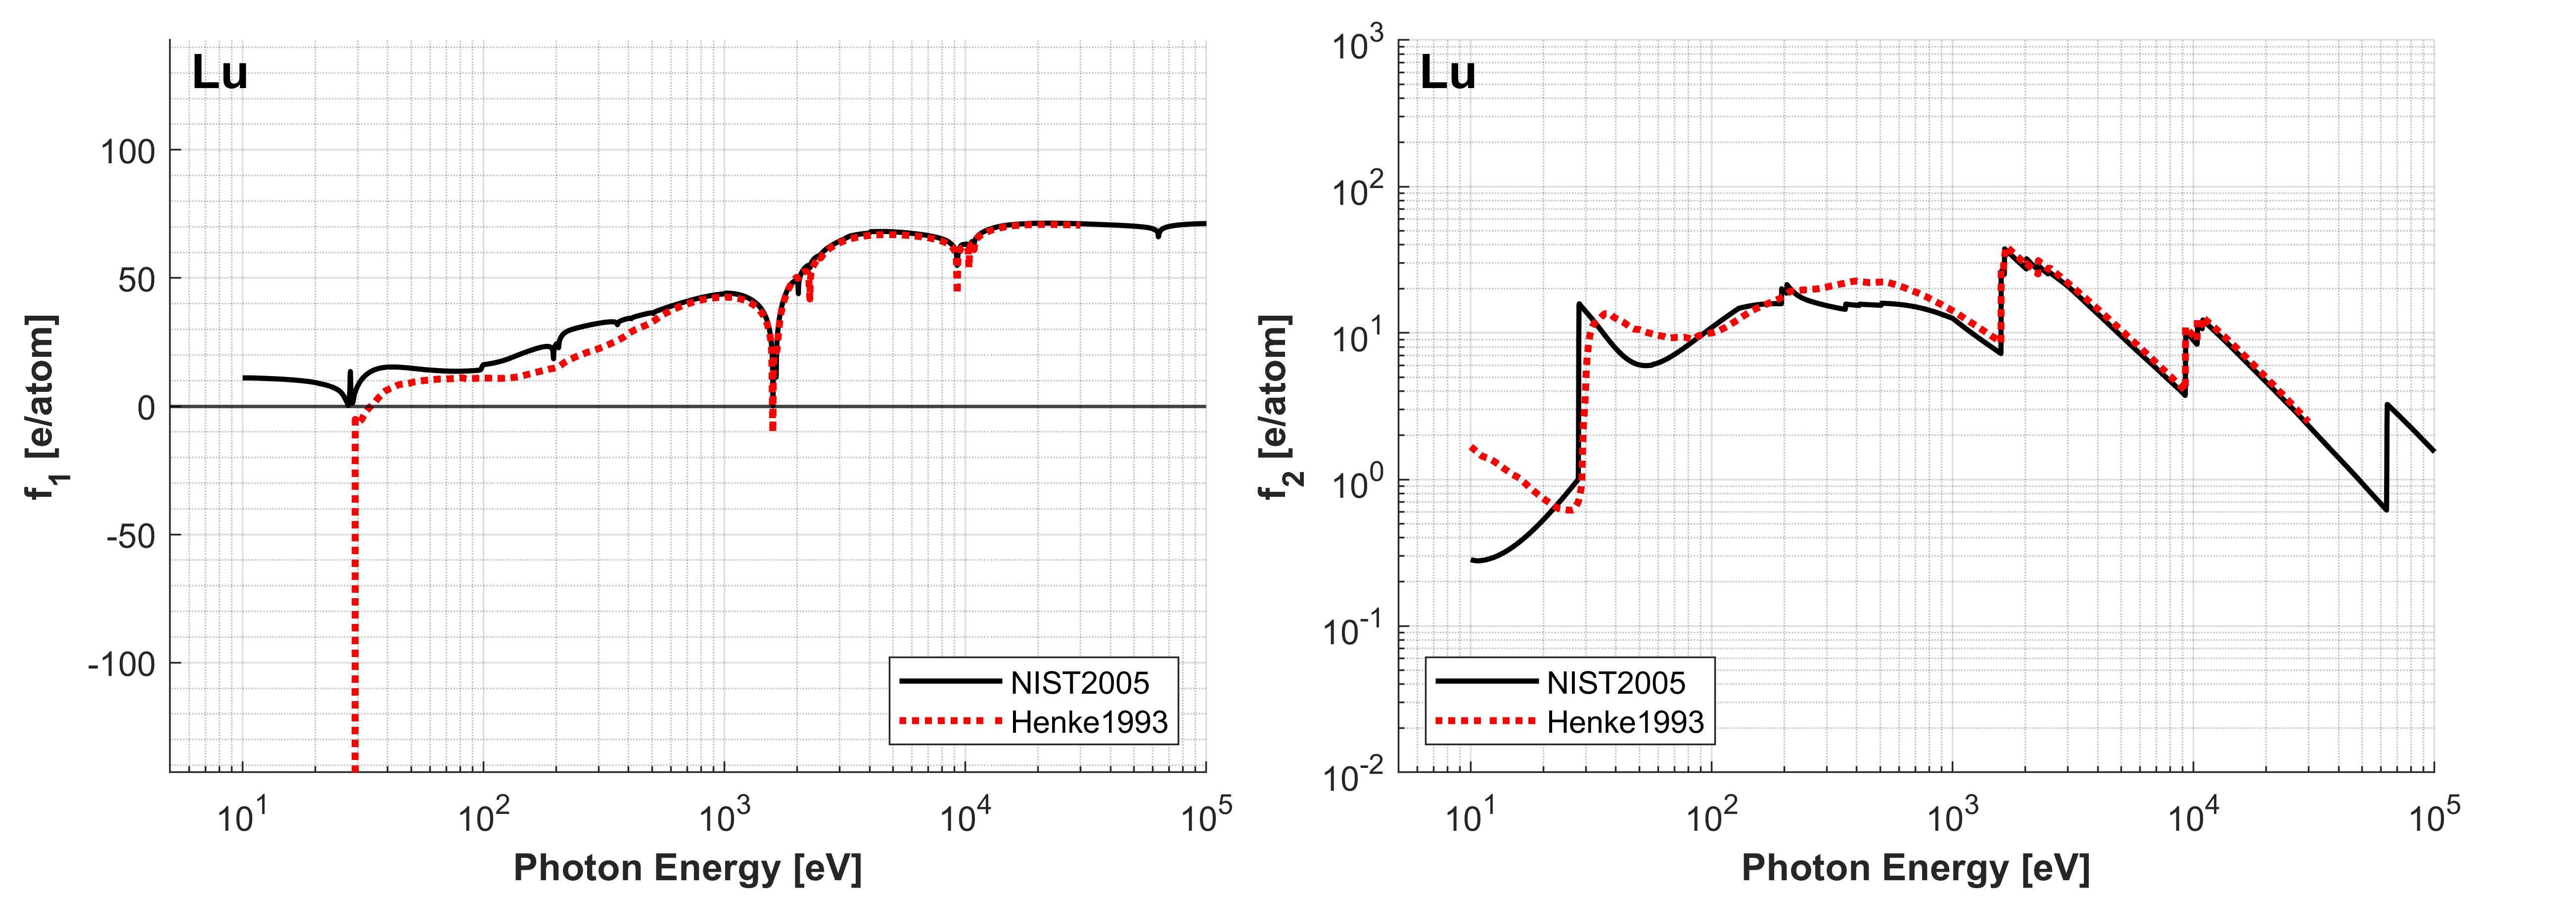 Lu
100
50
0
-50
-100
f₁ [e/atom]
10¹ 10² 10³ 10⁴ 10⁵
Photon Energy [eV]
NIST2005
Henke1993
Lu
10³
10²
10¹
10⁰
10⁻¹
10⁻²
f₂ [e/atom]
10¹ 10² 10³ 10⁴ 10⁵
Photon Energy [eV]
NIST2005
Henke1993